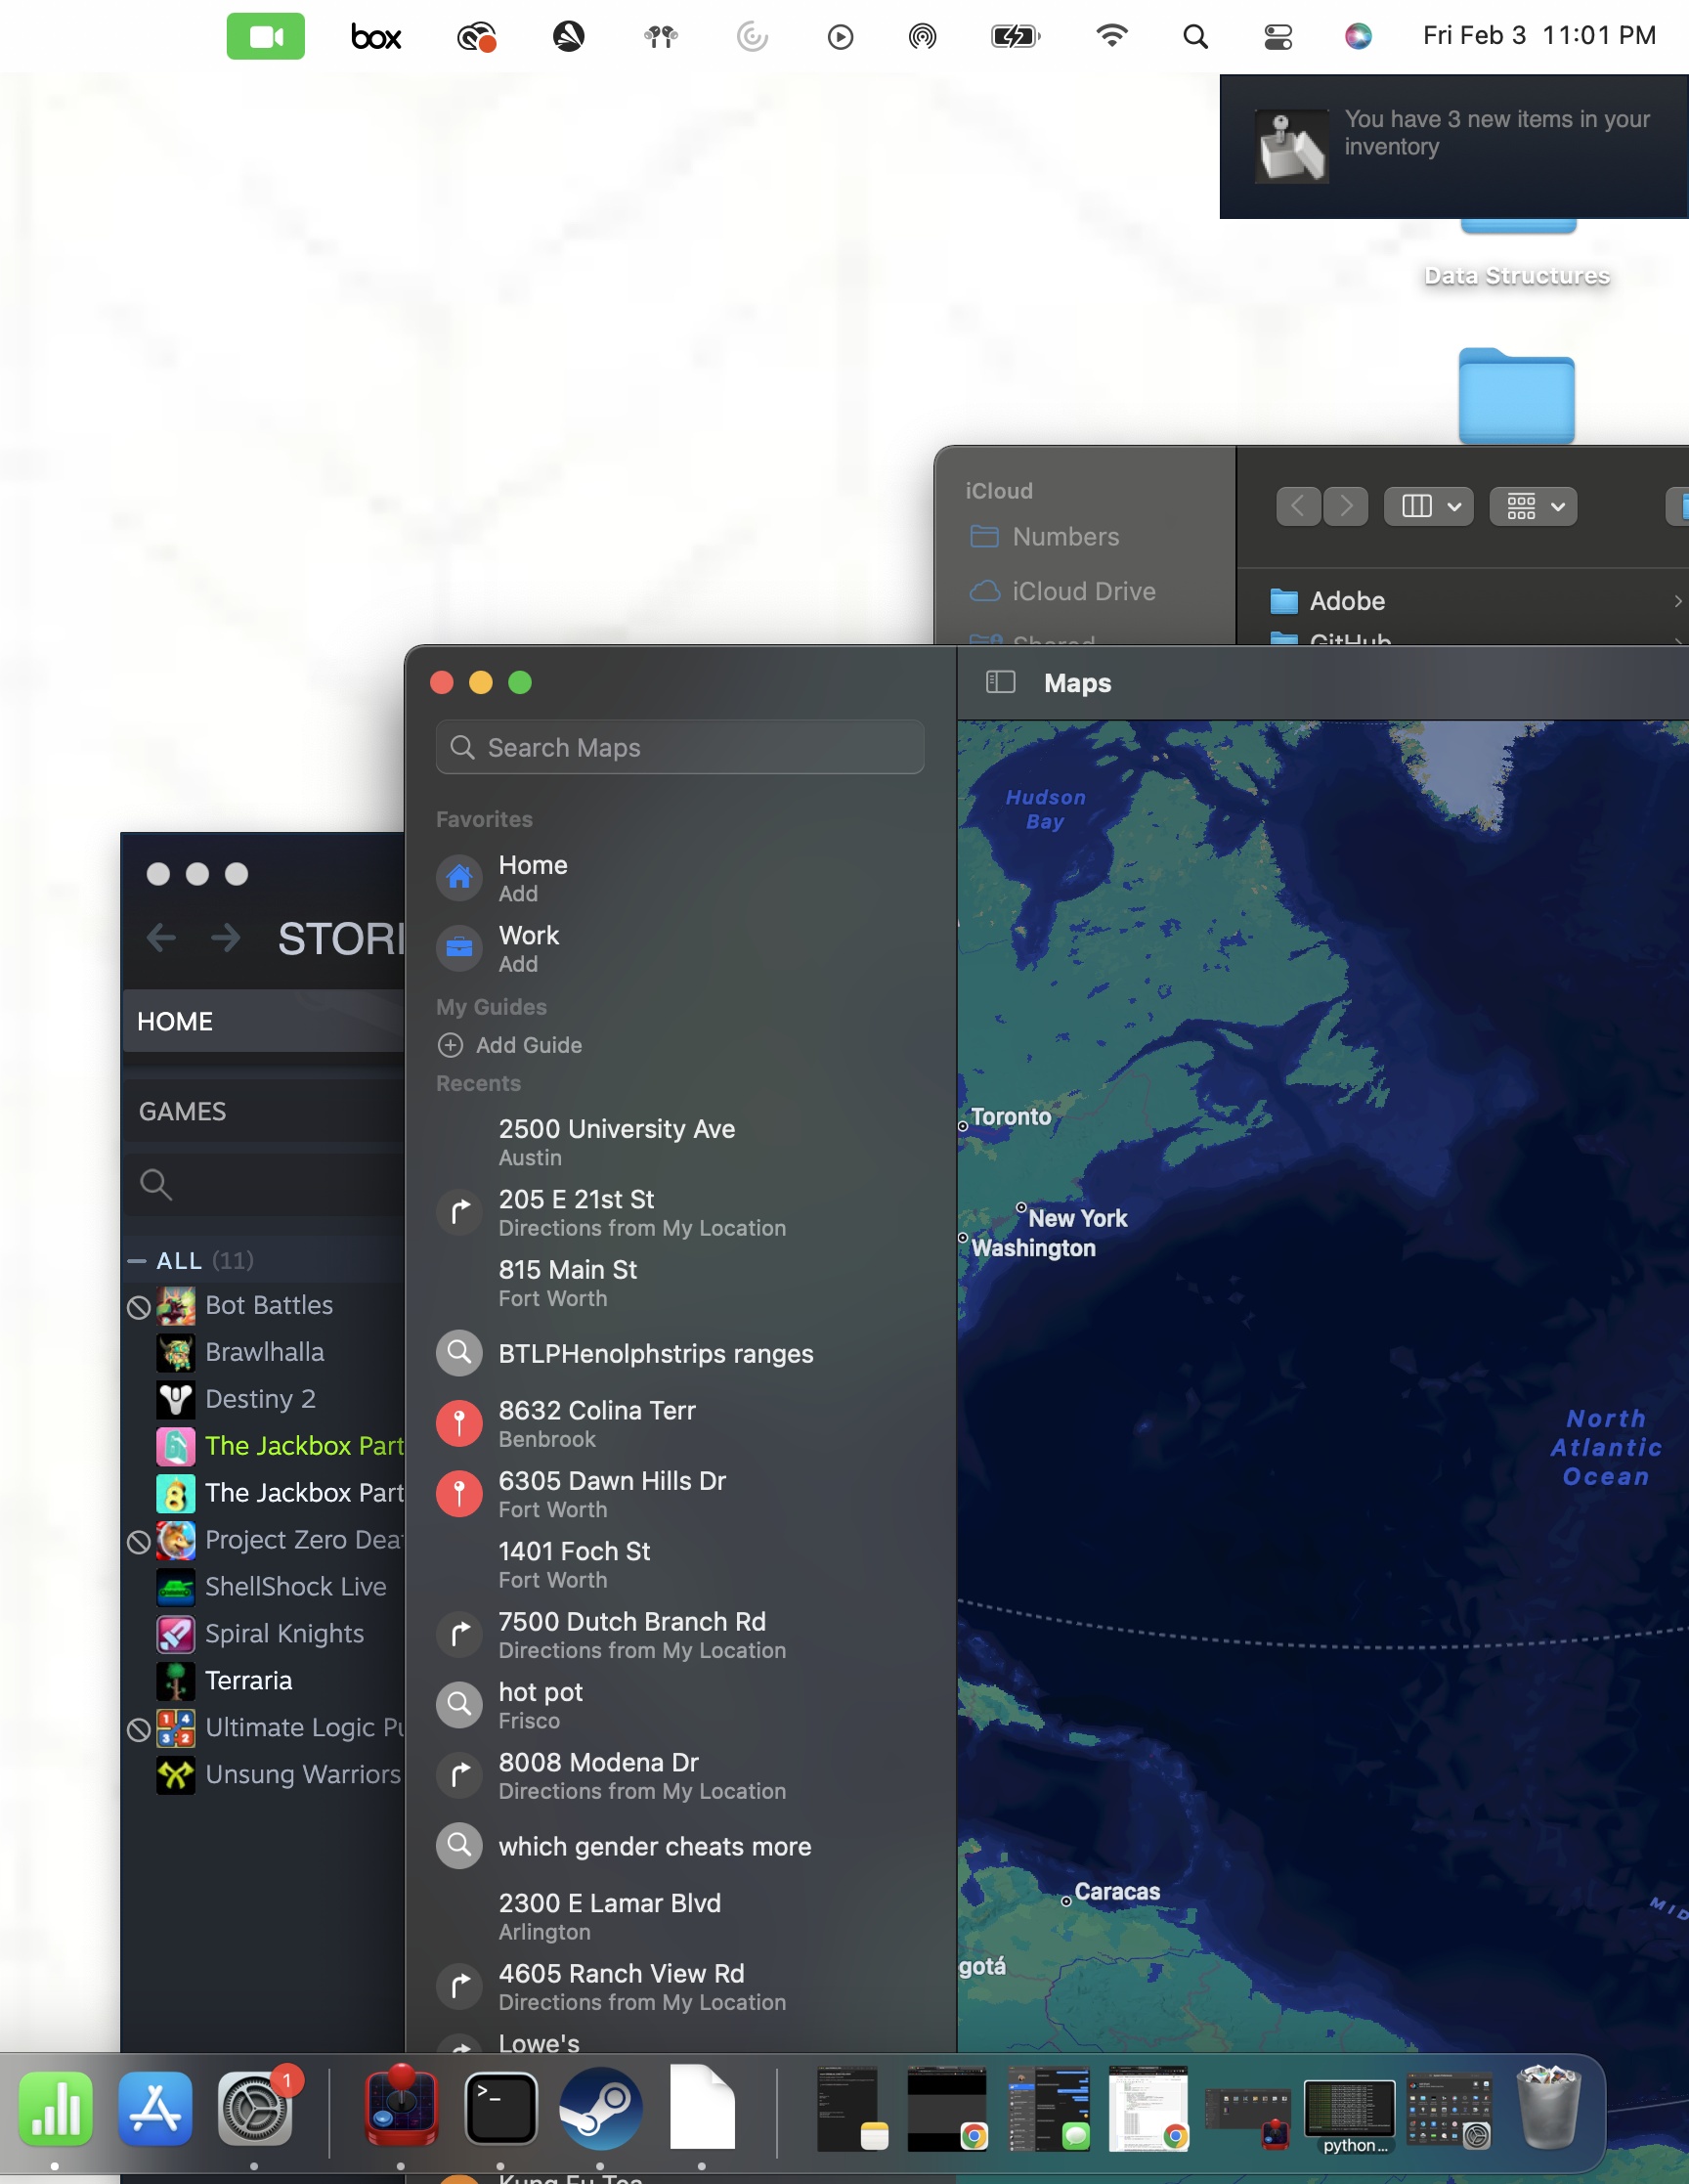 box
Fri Feb 3 11:01 PM
You have 3 new items in your
inventory
Data Structures
iCloud
Numbers
iCloud Drive
Shared
Adobe
GitHub
Maps
Search Maps
Favorites
Home
Add
Work
Add
My Guides
Add Guide
Recents
2500 University Ave
Austin
205 E 21st St
Directions from My Location
815 Main St
Fort Worth
BTLPHenolphstrips ranges
8632 Colina Terr
Benbrook
6305 Dawn Hills Dr
Fort Worth
1401 Foch St
Fort Worth
7500 Dutch Branch Rd
Directions from My Location
hot pot
Frisco
8008 Modena Dr
Directions from My Location
which gender cheats more
2300 E Lamar Blvd
Arlington
4605 Ranch View Rd
Directions from My Location
Lowe's
Kung Fu Tea
STORI
HOME
GAMES
ALL (11)
Bot Battles
Brawlhalla
Destiny 2
The Jackbox Part
The Jackbox Part
Project Zero Dea
ShellShock Live
Spiral Knights
Terraria
Ultimate Logic Pu
Unsung Warriors
Hudson
Bay
Toronto
New York
Washington
North
Atlantic
Ocean
Caracas
gotá
MID
1
python...